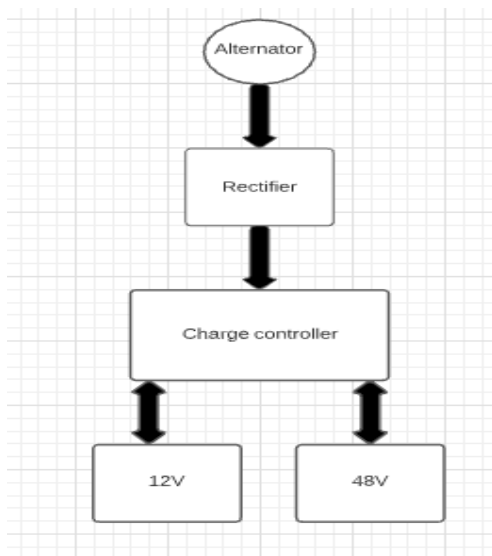 Alternator
Rectifier
Charge controller
12V
48V